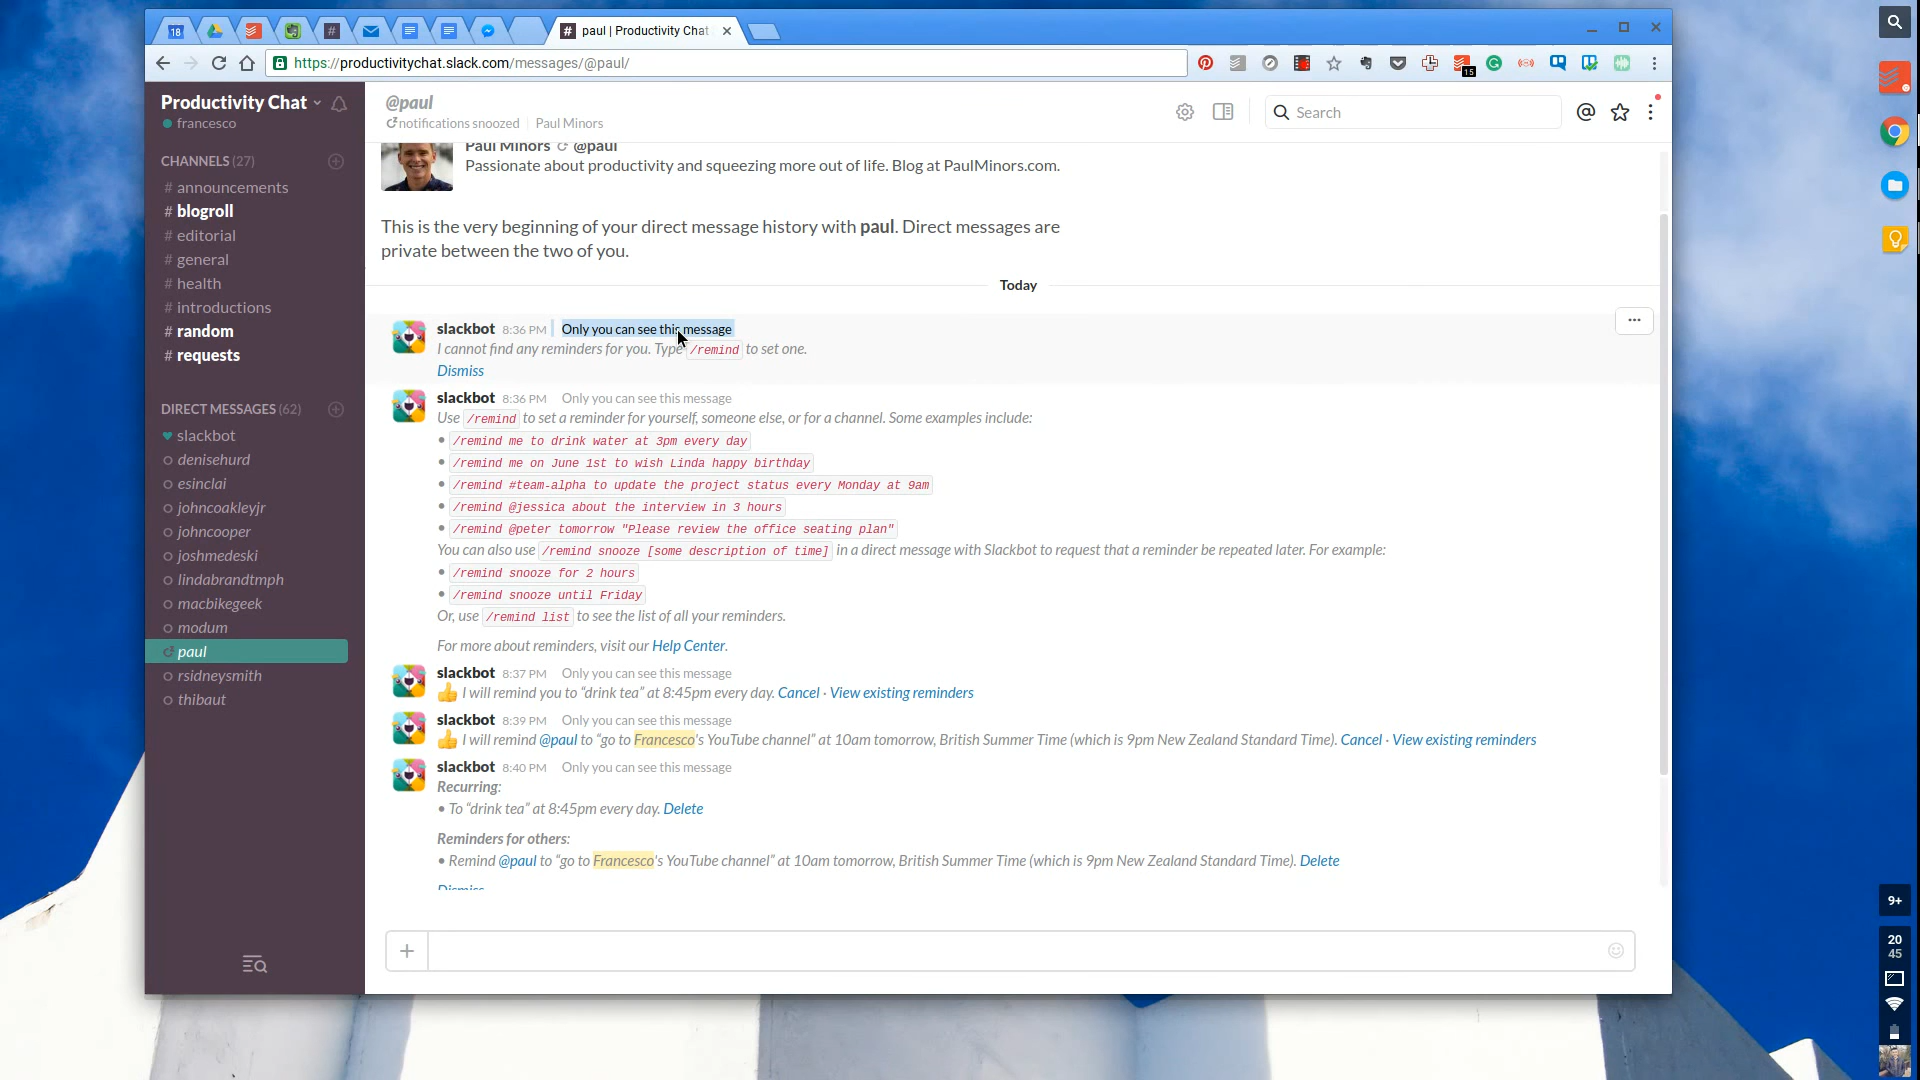 18
paul | Productivity Chat
https://productivitychat.slack.com/messages/@paul/
15
Productivity Chat
francesco
CHANNELS (27)
# announcements
# blogroll
# editorial
# general
# health
# introductions
# random
# requests
DIRECT MESSAGES (62)
slackbot
denisehurd
esinclai
johncoakleyjr
johncooper
joshmedeski
lindabrandtmph
macbikegeek
modum
paul
rsidneysmith
thibaut
@paul
notifications snoozed | Paul Minors
Search
Paul Minors @paul
Passionate about productivity and squeezing more out of life. Blog at PaulMinors.com.
This is the very beginning of your direct message history with paul. Direct messages are
private between the two of you.
Today
slackbot 8:36 PM Only you can see this message
I cannot find any reminders for you. Type /remind to set one.
Dismiss
slackbot 8:36 PM Only you can see this message
Use /remind to set a reminder for yourself, someone else, or for a channel. Some examples include:
• /remind me to drink water at 3pm every day
• /remind me on June 1st to wish Linda happy birthday
• /remind #team-alpha to update the project status every Monday at 9am
• /remind @jessica about the interview in 3 hours
• /remind @peter tomorrow "Please review the office seating plan"
You can also use /remind snooze [some description of time] in a direct message with Slackbot to request that a reminder be repeated later. For example:
• /remind snooze for 2 hours
• /remind snooze until Friday
Or, use /remind list to see the list of all your reminders.
For more about reminders, visit our Help Center.
slackbot 8:37 PM Only you can see this message
👍 I will remind you to “drink tea” at 8:45pm every day. Cancel · View existing reminders
slackbot 8:39 PM Only you can see this message
👍 I will remind @paul to “go to Francesco's YouTube channel” at 10am tomorrow, British Summer Time (which is 9pm New Zealand Standard Time). Cancel · View existing reminders
slackbot 8:40 PM Only you can see this message
Recurring:
• To “drink tea” at 8:45pm every day. Delete
Reminders for others:
• Remind @paul to “go to Francesco's YouTube channel” at 10am tomorrow, British Summer Time (which is 9pm New Zealand Standard Time). Delete
Dismiss
9+
20
45